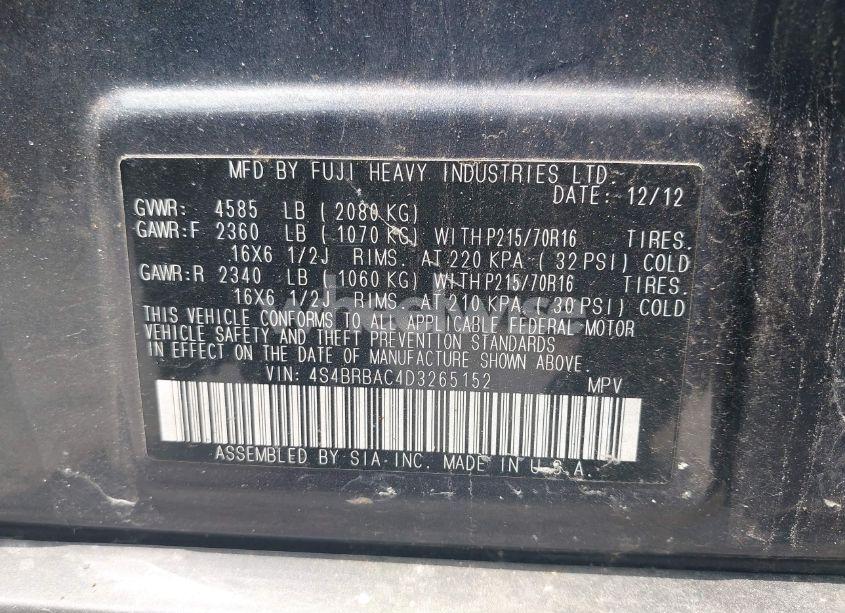 MFD BY FUJI HEAVY INDUSTRIES LTD.
DATE: 12/12
GVWR: 4585 LB ( 2080 KG)
GAWR:F 2360 LB ( 1070 KG) WITH P215/70R16 TIRES.
16X6 1/2J RIMS. AT 220 KPA ( 32 PSI) COLD
GAWR:R 2340 LB ( 1060 KG) WITH P215/70R16 TIRES.
16X6 1/2J RIMS. AT 210 KPA ( 30 PSI) COLD
wheelwise
THIS VEHICLE CONFORMS TO ALL APPLICABLE FEDERAL MOTOR
VEHICLE SAFETY AND THEFT PREVENTION STANDARDS
IN EFFECT ON THE DATE OF MANUFACTURE SHOWN ABOVE.
VIN: 4S4BRBAC4D3265152 MPV
ASSEMBLED BY SIA-INC. MADE IN U.S.A.